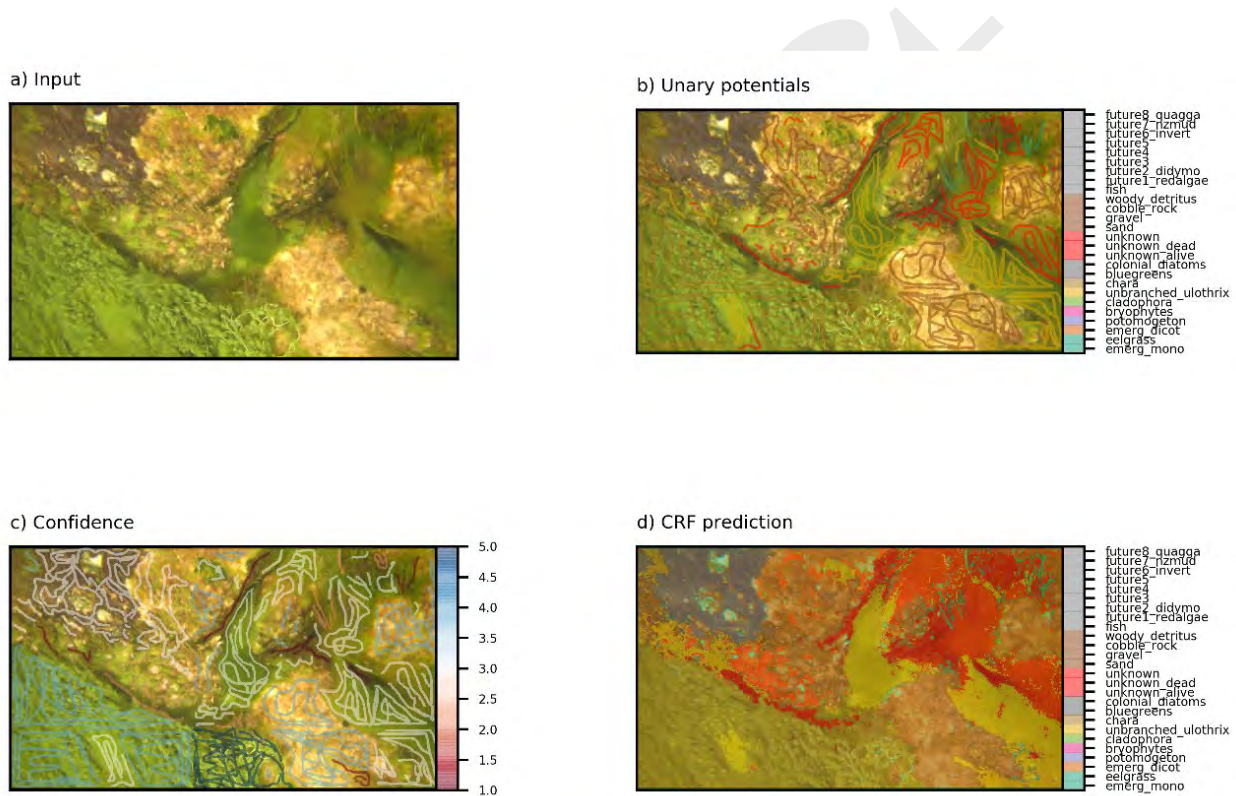 a) Input
b) Unary potentials
future8_quagga
future7_nzmud
future6_invert
future5
future4
future3
future2_didymo
future1_redalgae
fish
woody_detritus
cobble_rock
gravel
sand
unknown
unknown_dead
unknown_alive
colonial_diatoms
bluegreens
chara
unbranched_ulothrix
cladophora
bryophytes
potomogeton
emerg_dicot
eelgrass
emerg_mono
c) Confidence
5.0
4.5
4.0
3.5
3.0
2.5
2.0
1.5
1.0
d) CRF prediction
future8_quagga
future7_nzmud
future6_invert
future5
future4
future3
future2_didymo
future1_redalgae
fish
woody_detritus
cobble_rock
gravel
sand
unknown
unknown_dead
unknown_alive
colonial_diatoms
bluegreens
chara
unbranched_ulothrix
cladophora
bryophytes
potomogeton
emerg_dicot
eelgrass
emerg_mono